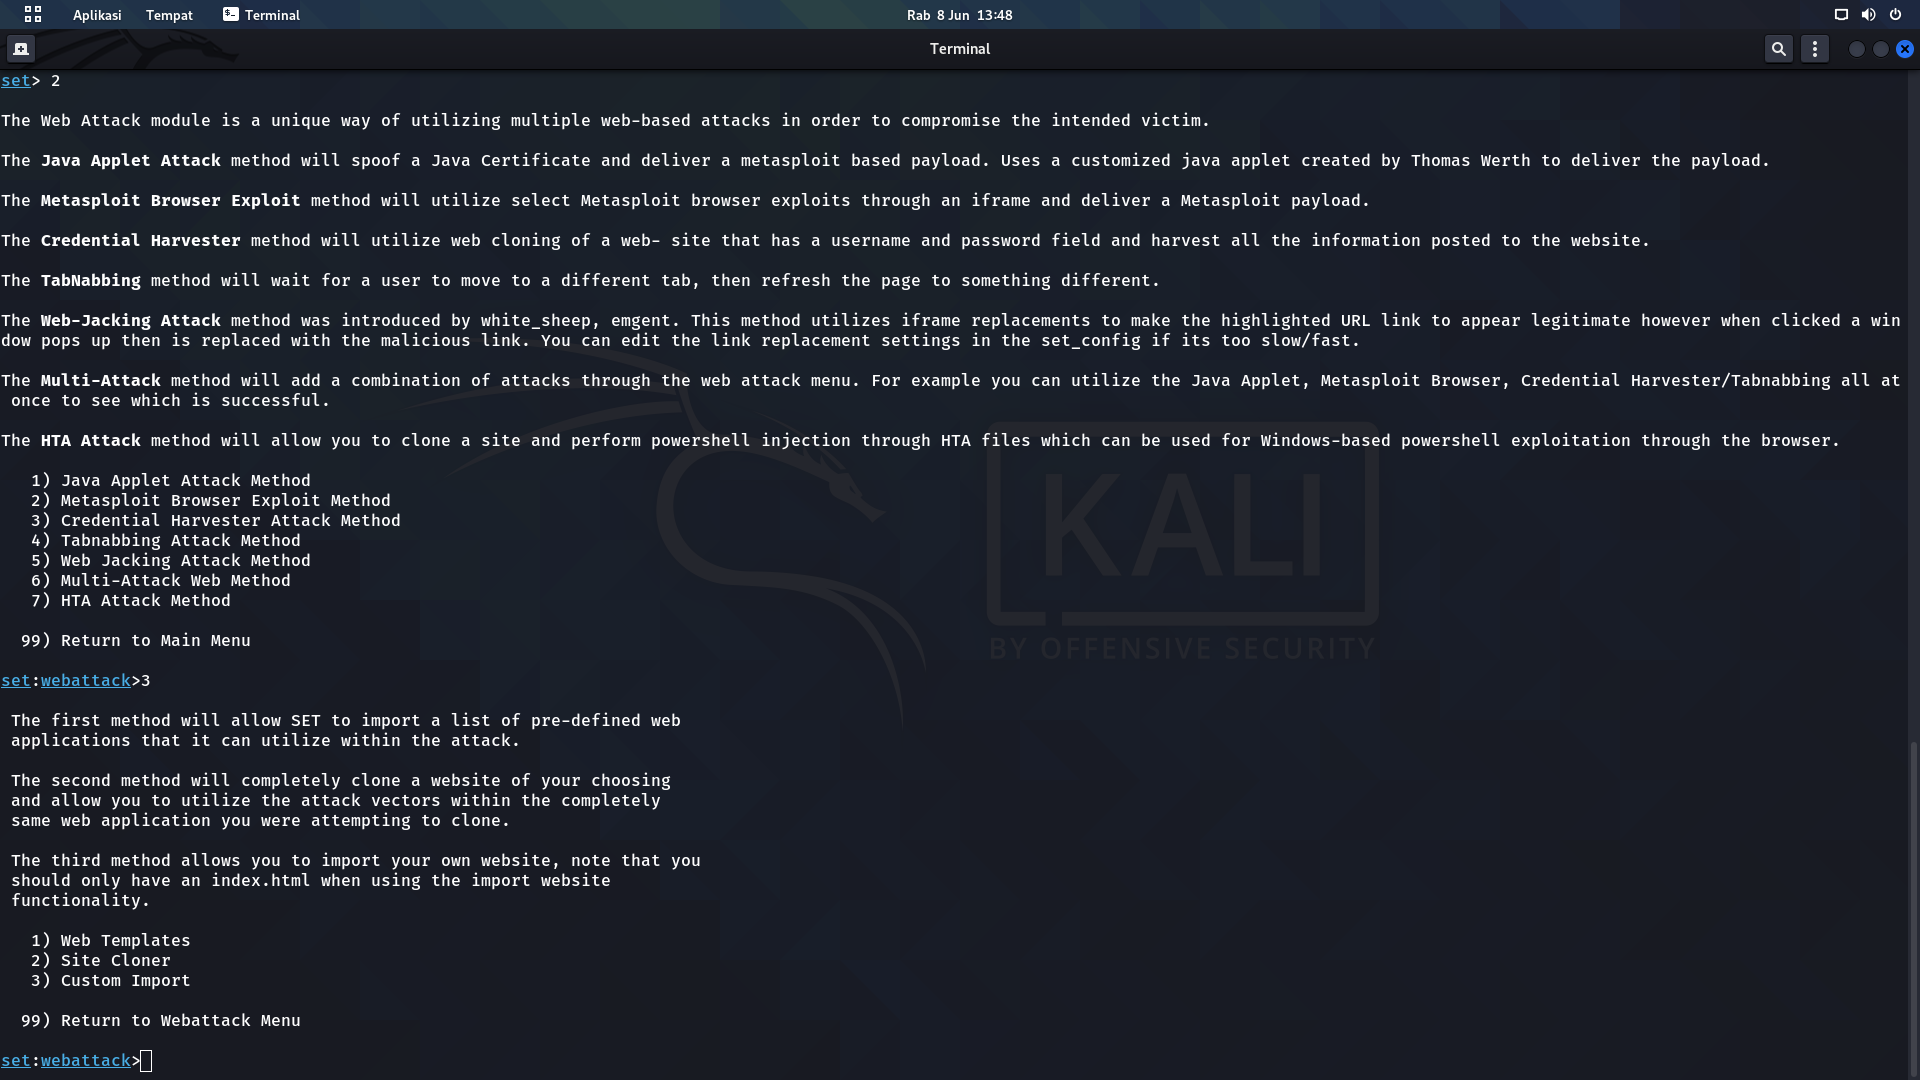 Aplikasi Tempat Terminal Rab 8 Jun 13:48
Terminal
set> 2
The Web Attack module is a unique way of utilizing multiple web-based attacks in order to compromise the intended victim.
The Java Applet Attack method will spoof a Java Certificate and deliver a metasploit based payload. Uses a customized java applet created by Thomas Werth to deliver the payload.
The Metasploit Browser Exploit method will utilize select Metasploit browser exploits through an iframe and deliver a Metasploit payload.
The Credential Harvester method will utilize web cloning of a web- site that has a username and password field and harvest all the information posted to the website.
The TabNabbing method will wait for a user to move to a different tab, then refresh the page to something different.
The Web-Jacking Attack method was introduced by white_sheep, emgent. This method utilizes iframe replacements to make the highlighted URL link to appear legitimate however when clicked a win
dow pops up then is replaced with the malicious link. You can edit the link replacement settings in the set_config if its too slow/fast.
The Multi-Attack method will add a combination of attacks through the web attack menu. For example you can utilize the Java Applet, Metasploit Browser, Credential Harvester/Tabnabbing all at
once to see which is successful.
The HTA Attack method will allow you to clone a site and perform powershell injection through HTA files which can be used for Windows-based powershell exploitation through the browser.
1) Java Applet Attack Method
2) Metasploit Browser Exploit Method
3) Credential Harvester Attack Method
4) Tabnabbing Attack Method
5) Web Jacking Attack Method
6) Multi-Attack Web Method
7) HTA Attack Method
99) Return to Main Menu
KALI
BY OFFENSIVE SECURITY
set:webattack>3
The first method will allow SET to import a list of pre-defined web
applications that it can utilize within the attack.
The second method will completely clone a website of your choosing
and allow you to utilize the attack vectors within the completely
same web application you were attempting to clone.
The third method allows you to import your own website, note that you
should only have an index.html when using the import website
functionality.
1) Web Templates
2) Site Cloner
3) Custom Import
99) Return to Webattack Menu
set:webattack>